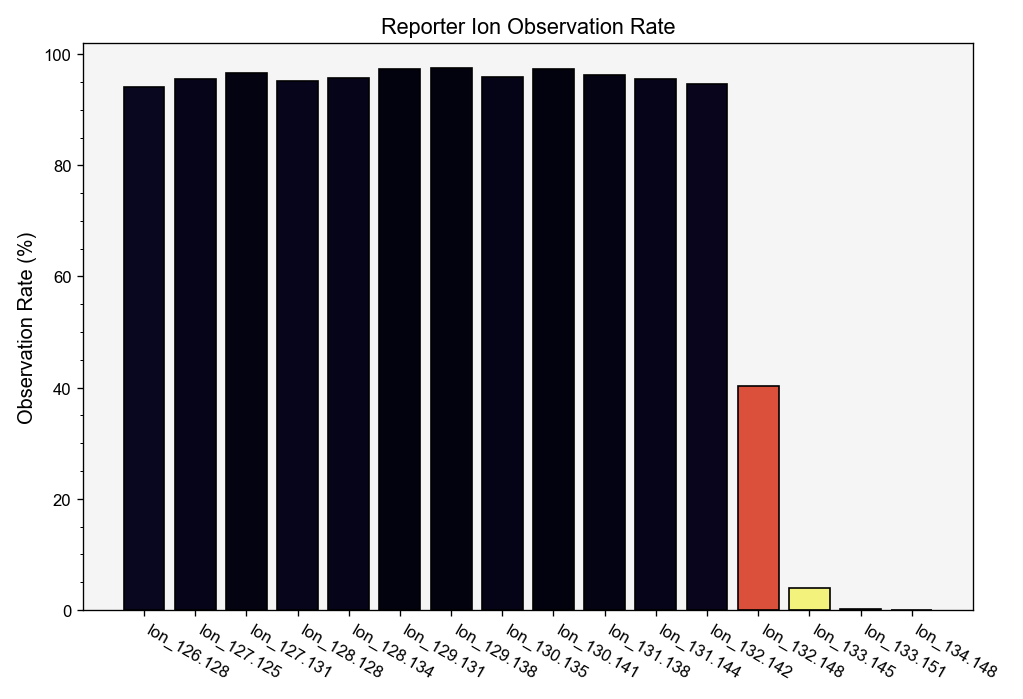 Reporter Ion Observation Rate
Observation Rate (%)
100
80
60
40
20
0
Ion_126.128
Ion_127.125
Ion_127.131
Ion_128.128
Ion_128.134
Ion_129.131
Ion_129.138
Ion_130.135
Ion_130.141
Ion_131.138
Ion_131.144
Ion_132.142
Ion_132.148
Ion_133.145
Ion_133.151
Ion_134.148